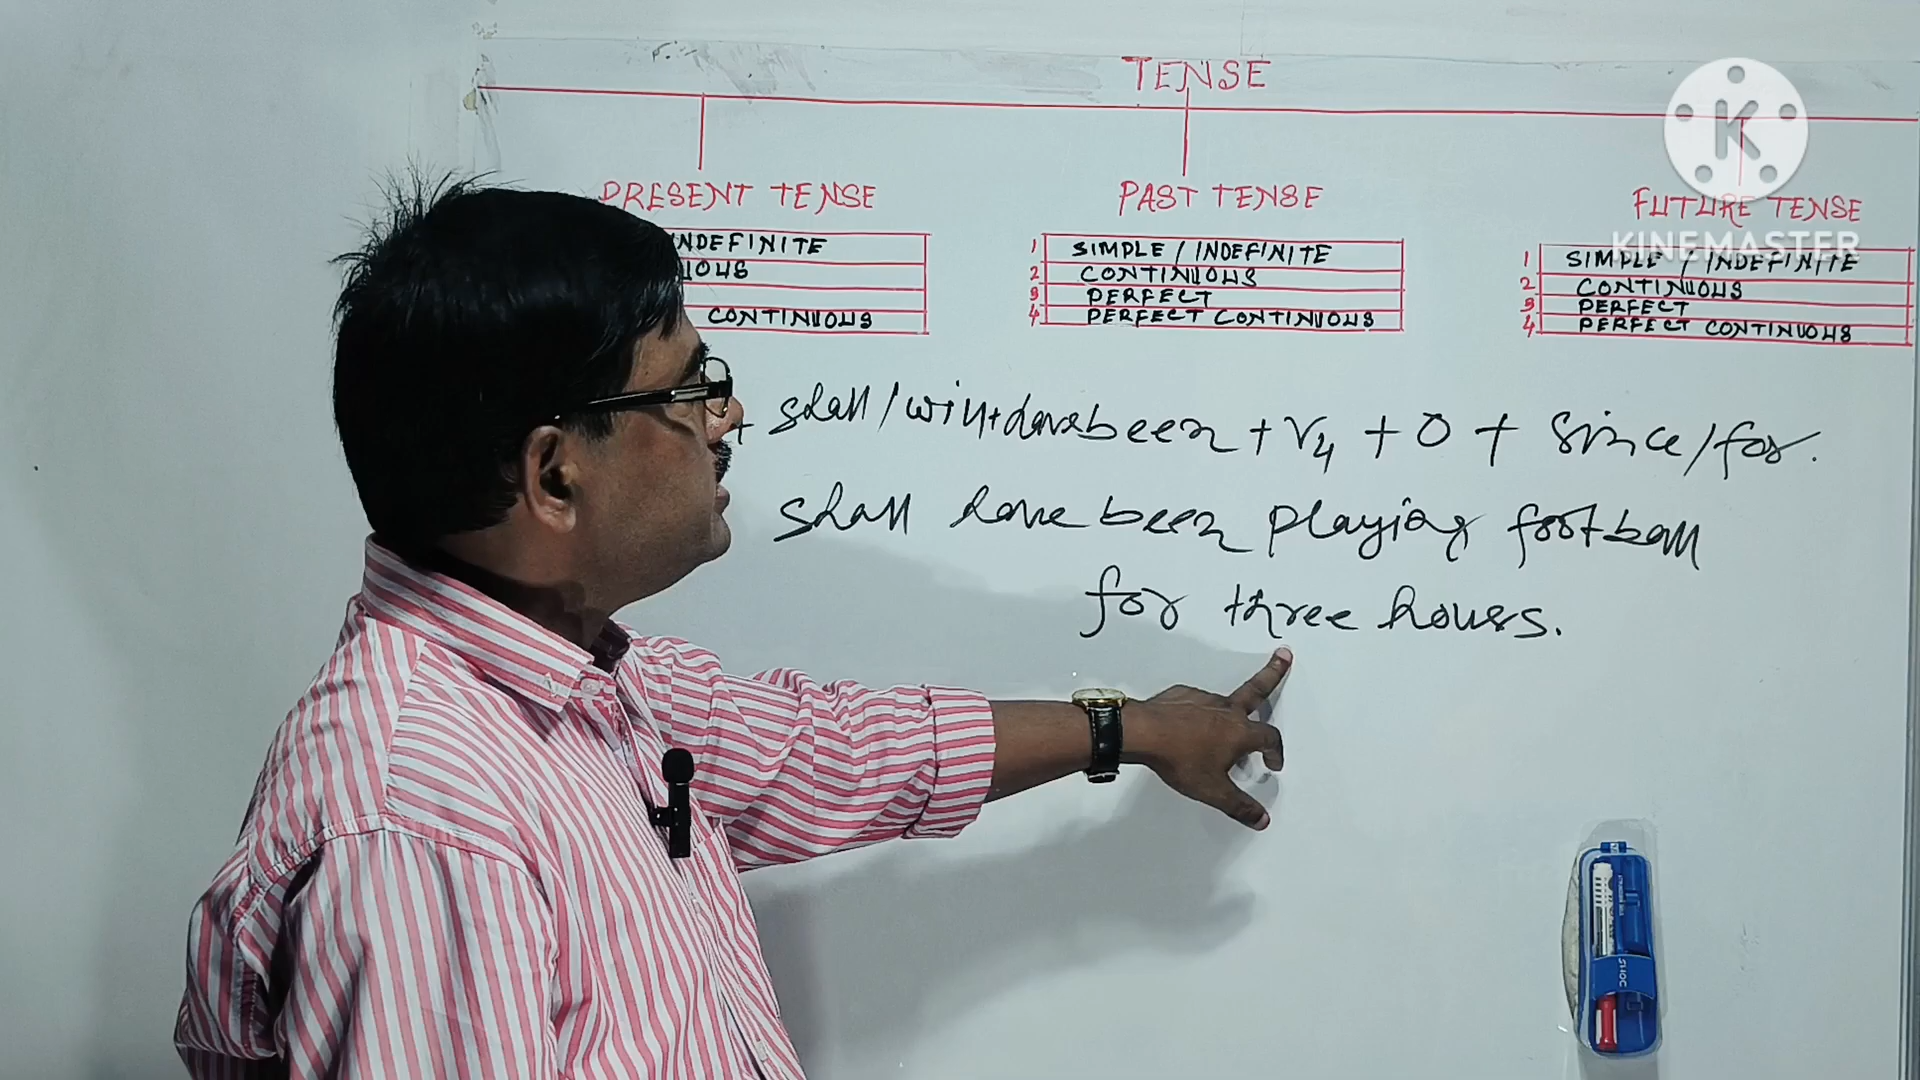 TENSE
PRESENT TENSE
PAST TENSE
FUTURE TENSE
K
KINEMASTER
NDEFINITE
UOUS
CONTINUOUS
1 SIMPLE / INDEFINITE
2 CONTINUOUS
3 PERFECT
4 PERFECT CONTINUOUS
1 SIMPLE / INDEFINITE
2 CONTINUOUS
3 PERFECT
4 PERFECT CONTINUOUS
+ shall / will + have been + V4 + O + since / for.
shall have been playing football
for three hours.